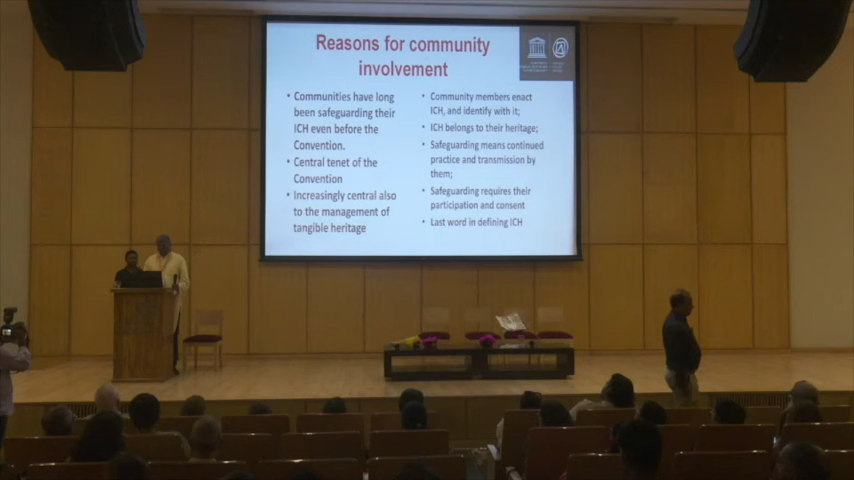 Reasons for community
involvement
• Communities have long
been safeguarding their
ICH even before the
Convention.
• Central tenet of the
Convention
• Increasingly central also
to the management of
tangible heritage
• Community members enact
ICH, and identify with it;
• ICH belongs to their heritage;
• Safeguarding means continued
practice and transmission by
them;
• Safeguarding requires their
participation and consent
• Last word in defining ICH